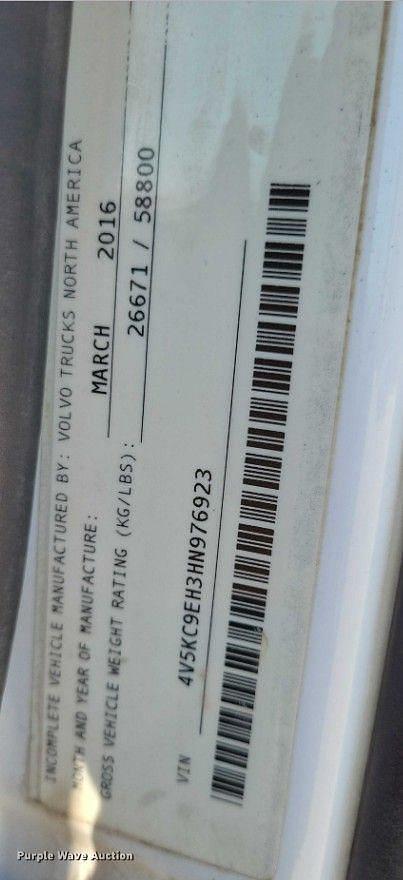 INCOMPLETE VEHICLE MANUFACTURED BY: VOLVO TRUCKS NORTH AMERICA
MONTH AND YEAR OF MANUFACTURE: MARCH 2016
GROSS VEHICLE WEIGHT RATING (KG/LBS): 26671 / 58800
VIN 4V5KC9EH3HN976923
Purple Wave Auction